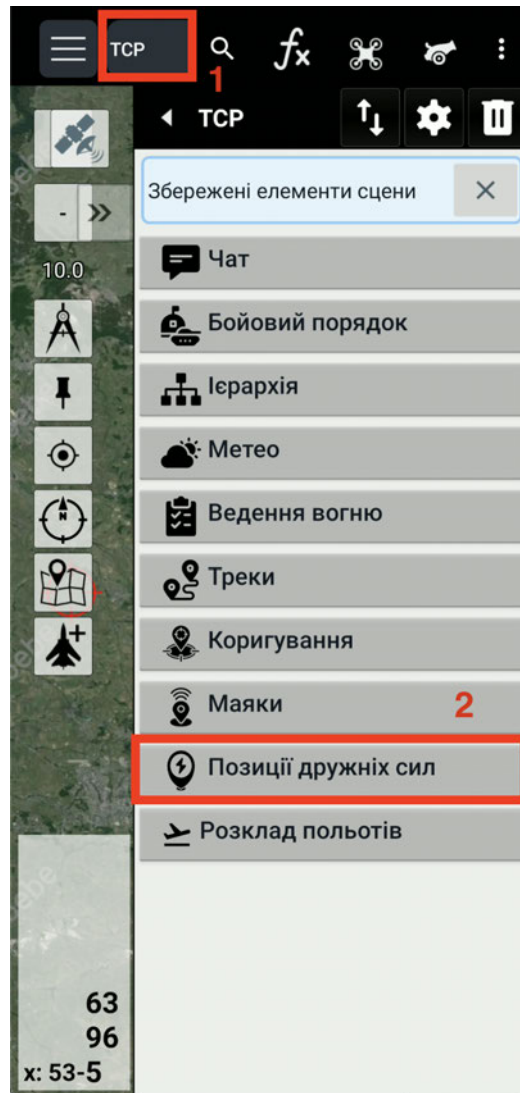 TCP
1
TCP
Збережені елементи сцени
-
10.0
Чат
Бойовий порядок
Ієрархія
N
Метео
Ведення вогню
Треки
Коригування
Маяки
2
Позиції дружніх сил
Розклад польотів
63
96
x: 53-5